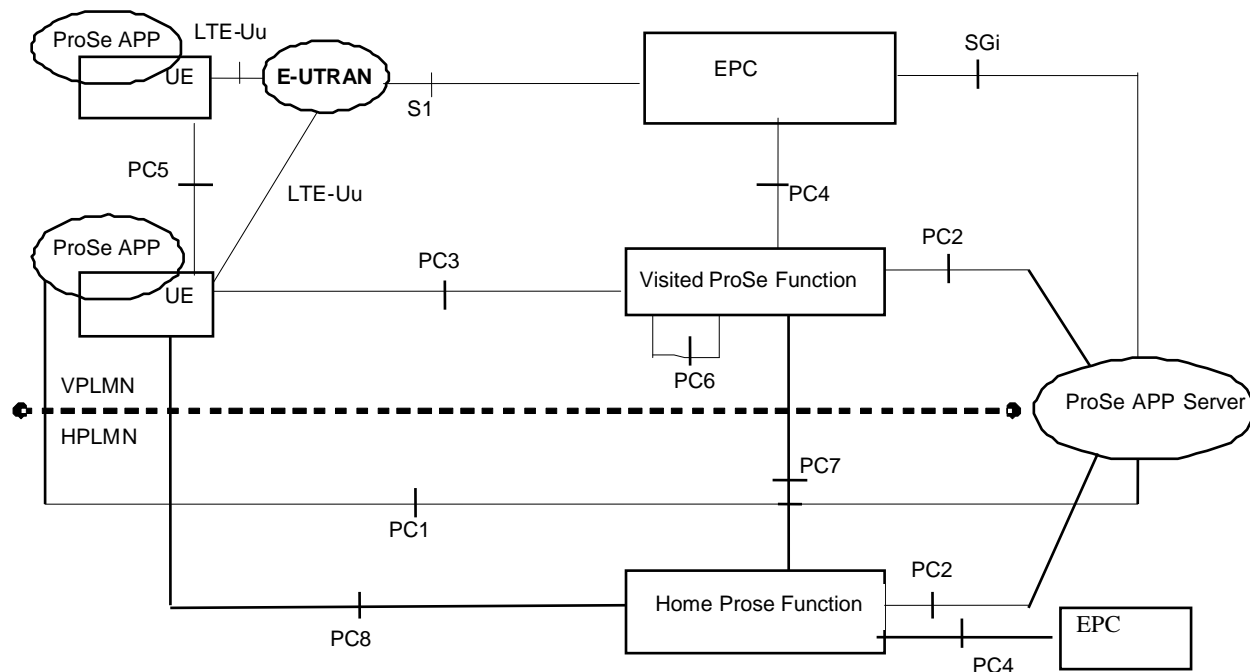 ProSe APP
LTE-Uu
UE
E-UTRAN
S1
EPC
SGi
PC5
LTE-Uu
PC4
ProSe APP
UE
PC3
Visited ProSe Function
PC2
PC6
VPLMN
HPLMN
ProSe APP Server
PC7
PC1
Home Prose Function
PC2
PC8
EPC
PC4